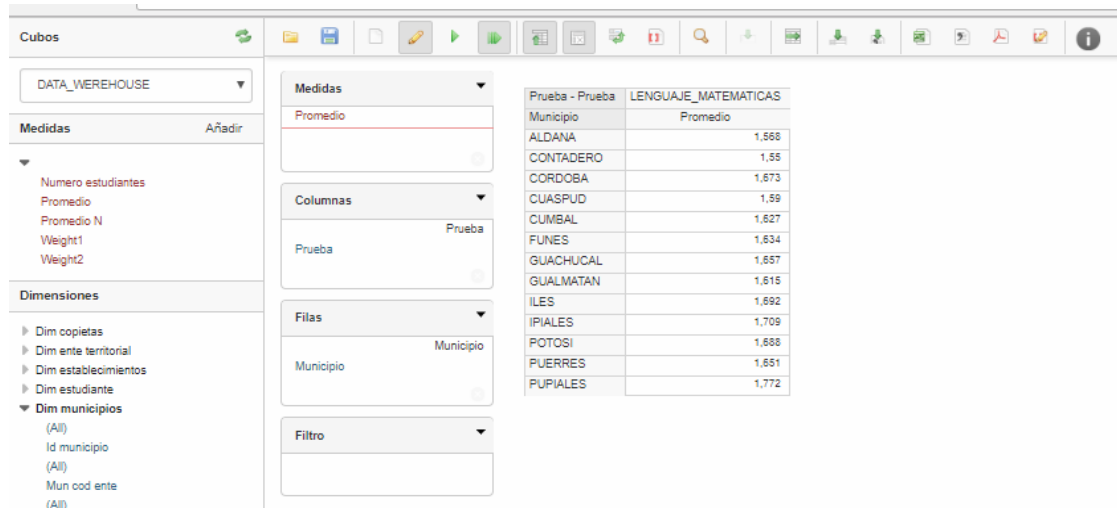 Cubos
DATA_WEREHOUSE
Medidas Añadir
Numero estudiantes
Promedio
Promedio N
Weight1
Weight2
Dimensiones
Dim copietas
Dim ente territorial
Dim establecimientos
Dim estudiante
Dim municipios
(All)
Id municipio
(All)
Mun cod ente
(All)
Medidas
Promedio
Columnas
Prueba
Prueba
Filas
Municipio
Municipio
Filtro
Prueba - Prueba LENGUAJE_MATEMATICAS
Municipio Promedio
ALDANA 1,568
CONTADERO 1,55
CORDOBA 1,673
CUASPUD 1,59
CUMBAL 1,627
FUNES 1,634
GUACHUCAL 1,657
GUALMATAN 1,615
ILES 1,692
IPIALES 1,709
POTOSI 1,688
PUERRES 1,651
PUPIALES 1,772